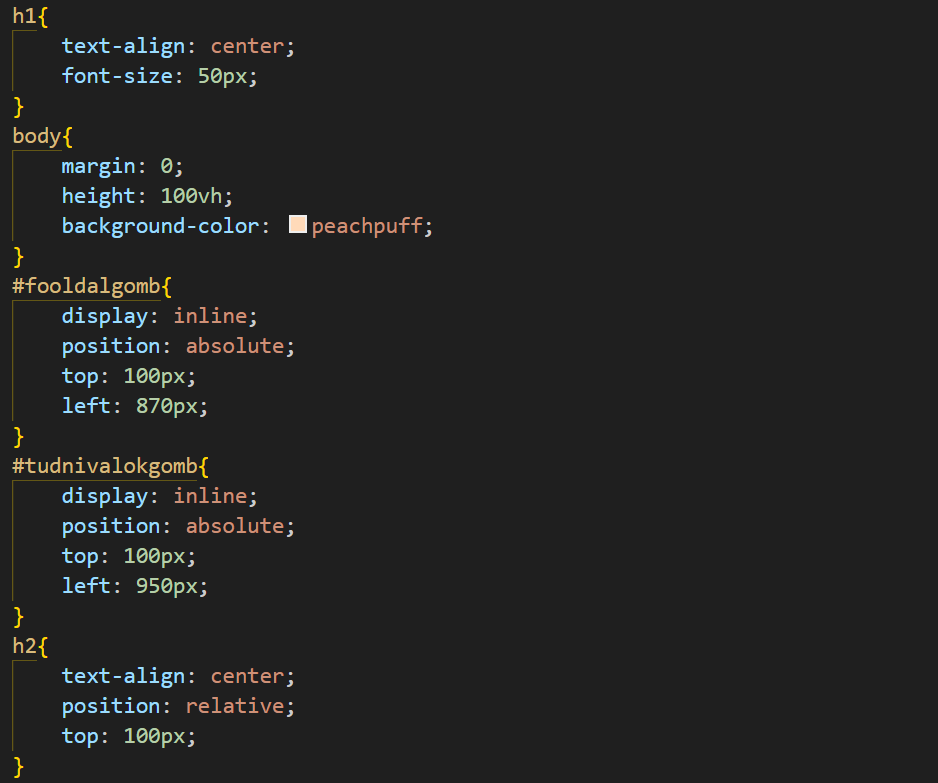 h1{
    text-align: center;
    font-size: 50px;
}
body{
    margin: 0;
    height: 100vh;
    background-color: peachpuff;
}
#fooldalgomb{
    display: inline;
    position: absolute;
    top: 100px;
    left: 870px;
}
#tudnivalokgomb{
    display: inline;
    position: absolute;
    top: 100px;
    left: 950px;
}
h2{
    text-align: center;
    position: relative;
    top: 100px;
}